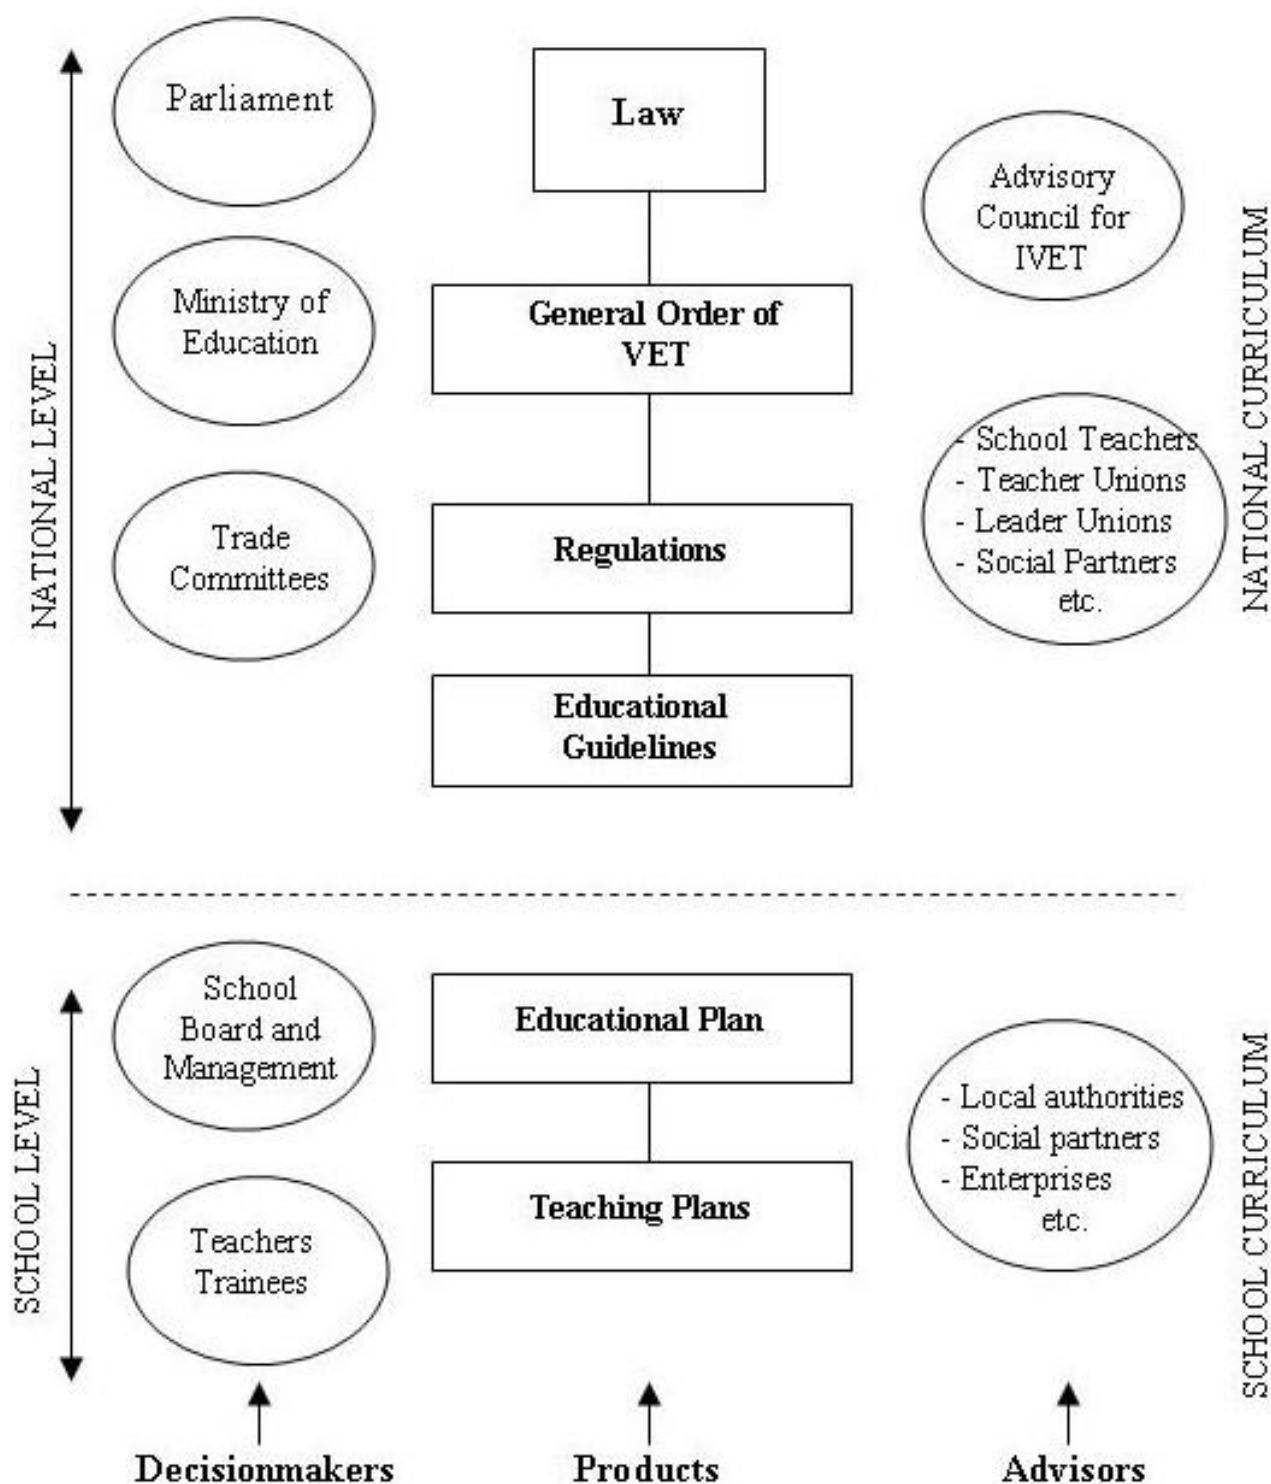 NATIONAL LEVEL
Parliament
Law
Advisory
Council for
IVET
Ministry of
Education
General Order of
VET
- School Teachers
- Teacher Unions
- Leader Unions
- Social Partners
etc.
NATIONAL CURRICULUM
Trade
Committees
Regulations
Educational
Guidelines
SCHOOL LEVEL
School
Board and
Management
Educational Plan
- Local authorities
- Social partners
- Enterprises
etc.
SCHOOL CURRICULUM
Teachers
Trainees
Teaching Plans
Decisionmakers
Products
Advisors